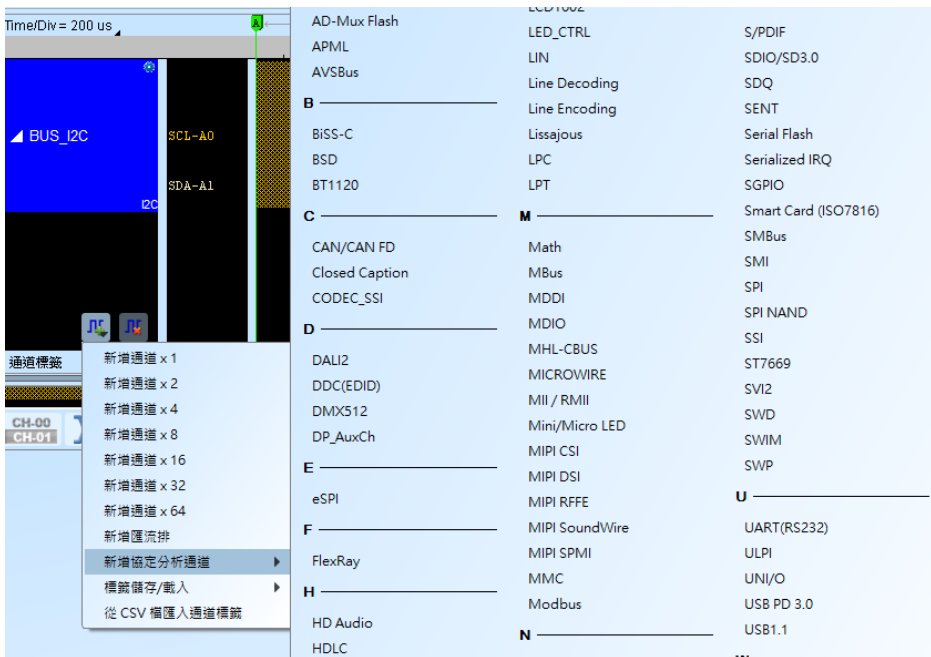 Time/Div = 200 us
A
BUS_I2C
I2C
SCL-A0
SDA-A1
通道標籤
CH-00
CH-01
新增通道 x 1
新增通道 x 2
新增通道 x 4
新增通道 x 8
新增通道 x 16
新增通道 x 32
新增通道 x 64
新增匯流排
新增協定分析通道
標籤儲存/載入
從 CSV 檔匯入通道標籤
AD-Mux Flash
APML
AVSBus
B
BiSS-C
BSD
BT1120
C
CAN/CAN FD
Closed Caption
CODEC_SSI
D
DALI2
DDC(EDID)
DMX512
DP_AuxCh
E
eSPI
F
FlexRay
H
HD Audio
HDLC
LCD1602
LED_CTRL
LIN
Line Decoding
Line Encoding
Lissajous
LPC
LPT
M
Math
MBus
MDDI
MDIO
MHL-CBUS
MICROWIRE
MII / RMII
Mini/Micro LED
MIPI CSI
MIPI DSI
MIPI RFFE
MIPI SoundWire
MIPI SPMI
MMC
Modbus
N
S/PDIF
SDIO/SD3.0
SDQ
SENT
Serial Flash
Serialized IRQ
SGPIO
Smart Card (ISO7816)
SMBus
SMI
SPI
SPI NAND
SSI
ST7669
SVI2
SWD
SWIM
SWP
U
UART(RS232)
ULPI
UNI/O
USB PD 3.0
USB1.1